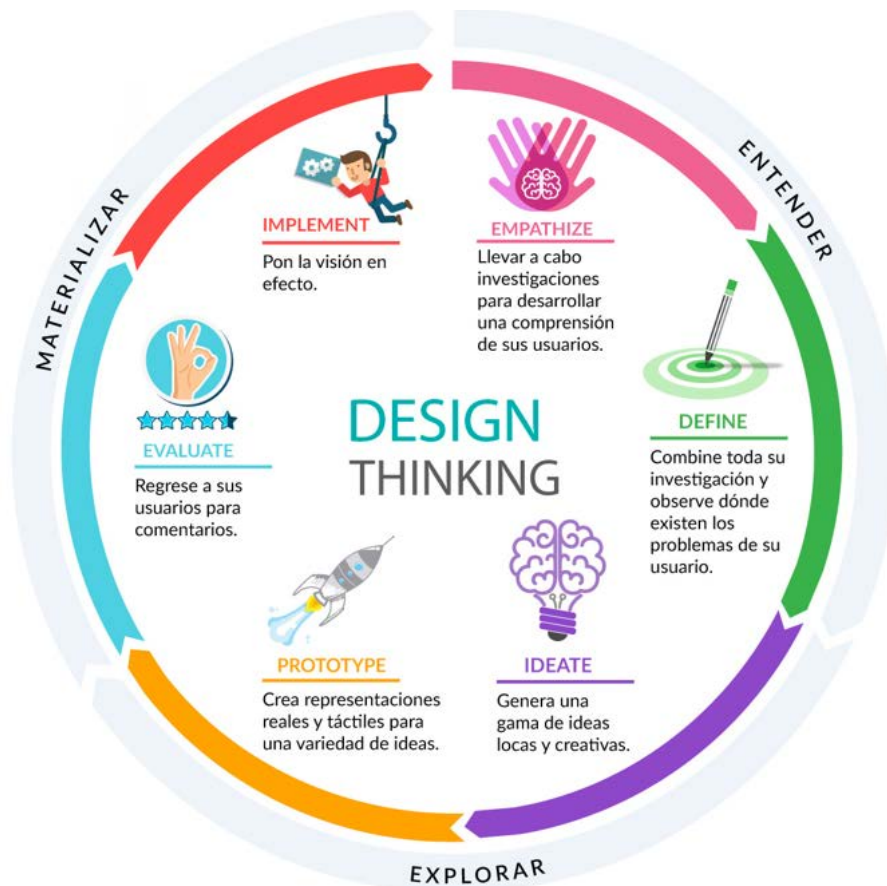 DESIGN
THINKING
ENTENDER
EMPATHIZE
Llevar a cabo
investigaciones
para desarrollar
una comprensión
de sus usuarios.
DEFINE
Combine toda su
investigación y
observe dónde
existen los
problemas de su
usuario.
EXPLORAR
IDEATE
Genera una
gama de ideas
locas y creativas.
PROTOTYPE
Crea representaciones
reales y táctiles para
una variedad de ideas.
MATERIALIZAR
EVALUATE
Regrese a sus
usuarios para
comentarios.
IMPLEMENT
Pon la visión en
efecto.